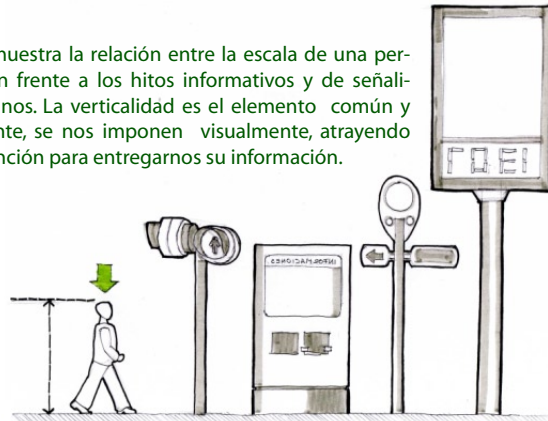 muestra la relación entre la escala de una per-
n frente a los hitos informativos y de señali-
nos. La verticalidad es el elemento común y
nte, se nos imponen visualmente, atrayendo
nción para entregarnos su información.
INFORMACIONES